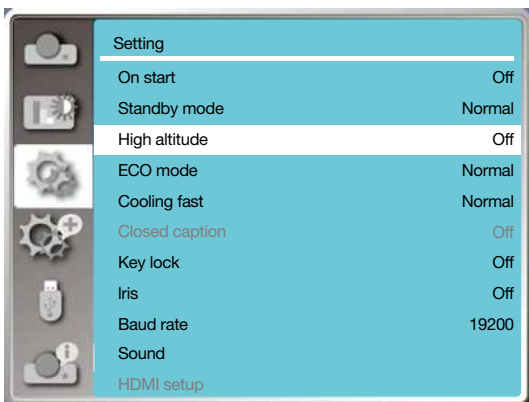 Setting
On start Off
Standby mode Normal
High altitude Off
ECO mode Normal
Cooling fast Normal
Closed caption Off
Key lock Off
Iris Off
Baud rate 19200
Sound
HDMI setup